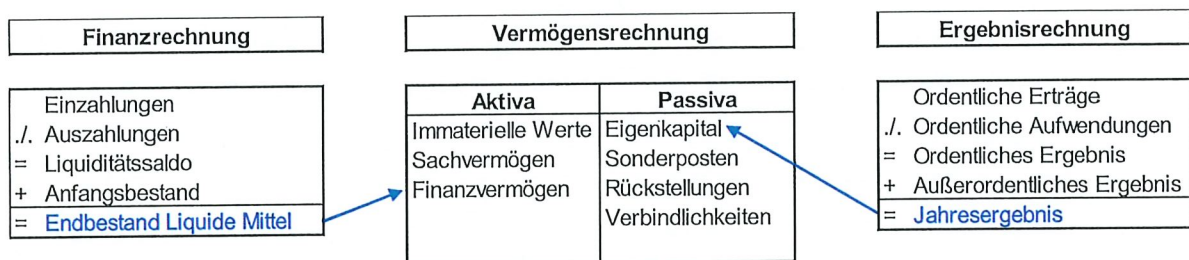 Finanzrechnung
Einzahlungen
./. Auszahlungen
= Liquiditätssaldo
+ Anfangsbestand
= Endbestand Liquide Mittel
Vermögensrechnung
Aktiva Passiva
Immaterielle Werte Eigenkapital
Sachvermögen Sonderposten
Finanzvermögen Rückstellungen
Verbindlichkeiten
Ergebnisrechnung
Ordentliche Erträge
./. Ordentliche Aufwendungen
= Ordentliches Ergebnis
+ Außerordentliches Ergebnis
= Jahresergebnis